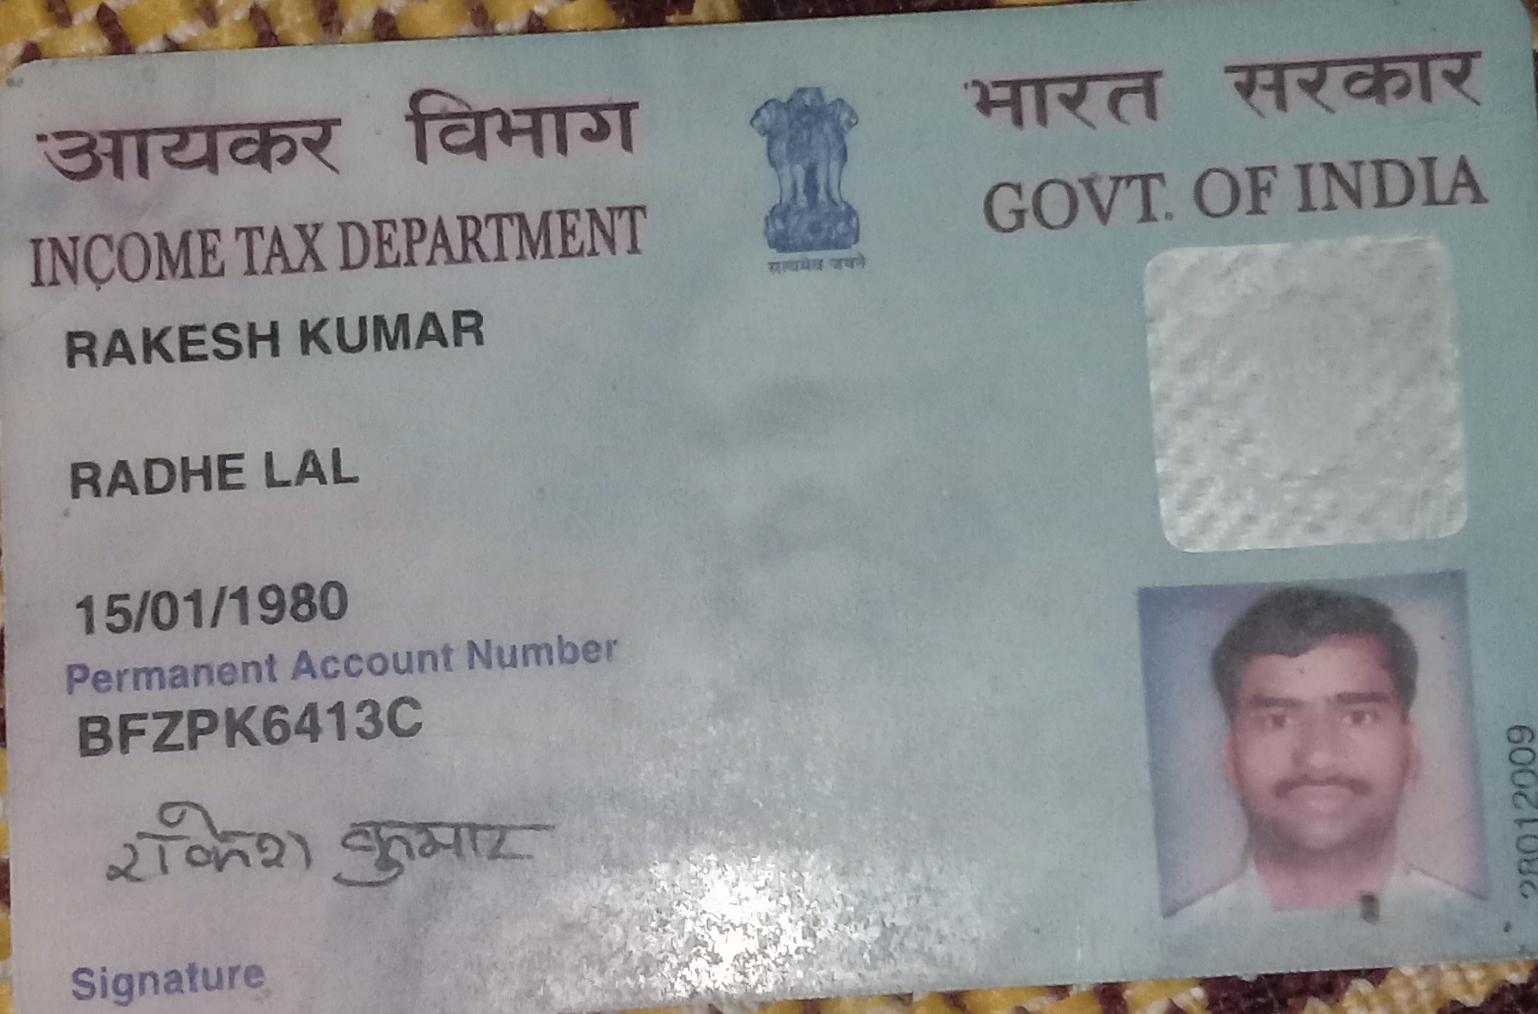 आयकर विभाग
INCOME TAX DEPARTMENT
भारत सरकार
GOVT. OF INDIA
सत्यमेव जयते
RAKESH KUMAR
RADHE LAL
15/01/1980
Permanent Account Number
BFZPK6413C
राकेश कुमार
Signature
28012009